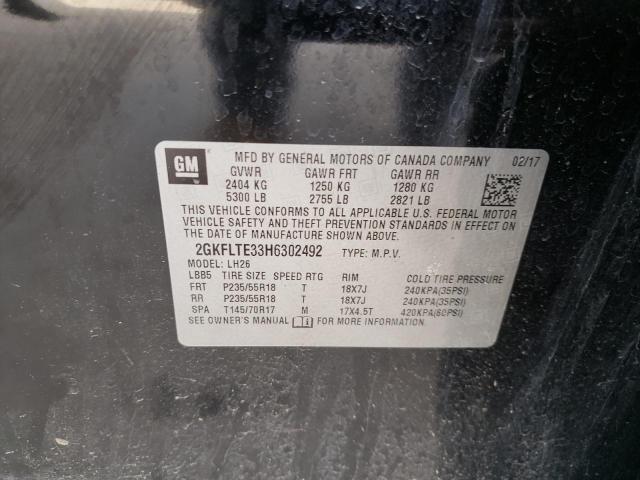 GM MFD BY GENERAL MOTORS OF CANADA COMPANY 02/17
GVWR GAWR FRT GAWR RR
2404 KG 1250 KG 1280 KG
5300 LB 2755 LB 2821 LB
THIS VEHICLE CONFORMS TO ALL APPLICABLE U.S. FEDERAL MOTOR
VEHICLE SAFETY AND THEFT PREVENTION STANDARDS IN EFFECT ON
THE DATE OF MANUFACTURE SHOWN ABOVE.
2GKFLTE33H6302492 TYPE: M.P.V.
MODEL: LH26
LBB5 TIRE SIZE SPEED RTG RIM COLD TIRE PRESSURE
FRT P235/55R18 T 18X7J 240KPA(35PSI)
RR P235/55R18 T 18X7J 240KPA(35PSI)
SPA T145/70R17 M 17X4.5T 420KPA(60PSI)
SEE OWNER'S MANUAL i FOR MORE INFORMATION